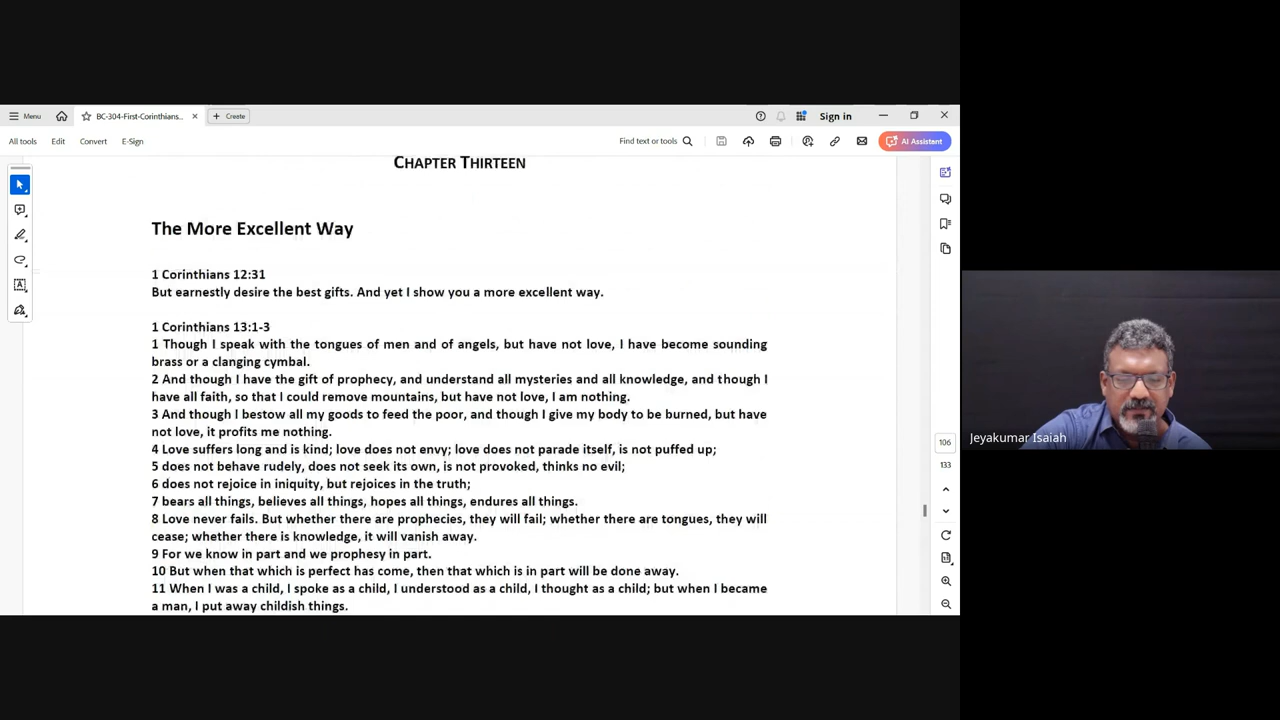 Menu
BC-304-First-Corinthians...
Create
Sign in
All tools
Edit
Convert
E-Sign
Find text or tools
AI Assistant
CHAPTER THIRTEEN
The More Excellent Way
1 Corinthians 12:31
But earnestly desire the best gifts. And yet I show you a more excellent way.
1 Corinthians 13:1-3
1 Though I speak with the tongues of men and of angels, but have not love, I have become sounding
brass or a clanging cymbal.
2 And though I have the gift of prophecy, and understand all mysteries and all knowledge, and though I
have all faith, so that I could remove mountains, but have not love, I am nothing.
3 And though I bestow all my goods to feed the poor, and though I give my body to be burned, but have
not love, it profits me nothing.
4 Love suffers long and is kind; love does not envy; love does not parade itself, is not puffed up;
5 does not behave rudely, does not seek its own, is not provoked, thinks no evil;
6 does not rejoice in iniquity, but rejoices in the truth;
7 bears all things, believes all things, hopes all things, endures all things.
8 Love never fails. But whether there are prophecies, they will fail; whether there are tongues, they will
cease; whether there is knowledge, it will vanish away.
9 For we know in part and we prophesy in part.
10 But when that which is perfect has come, then that which is in part will be done away.
11 When I was a child, I spoke as a child, I understood as a child, I thought as a child; but when I became
a man, I put away childish things.
106
133
Jeyakumar Isaiah